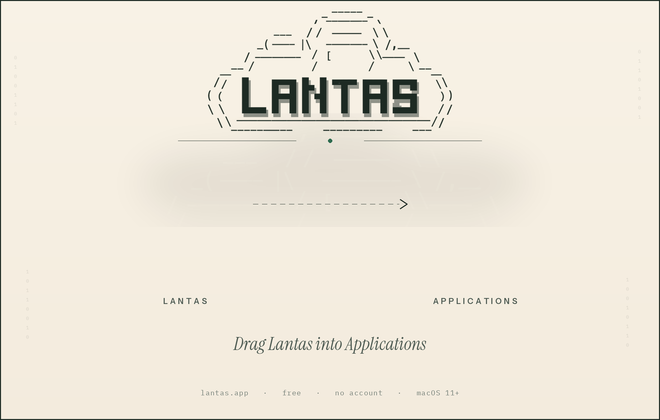 LANTAS
LANTAS
APPLICATIONS
Drag Lantas into Applications
lantas.app · free · no account · macOS 11+